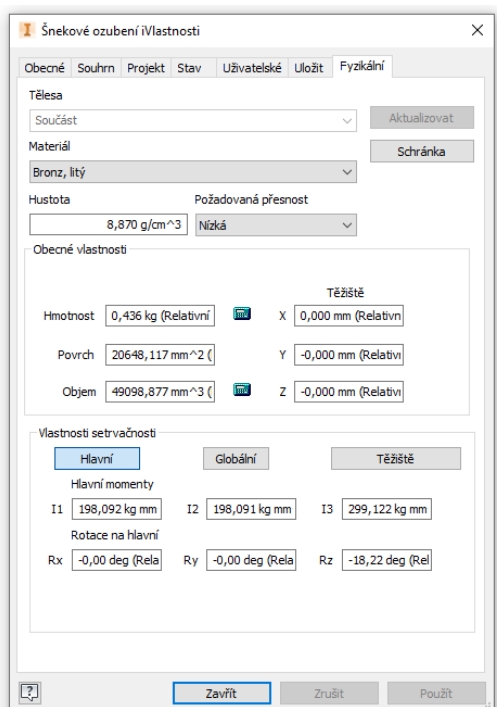 Šnekové ozubení iVlastnosti
Obecné Souhrn Projekt Stav Uživatelské Uložit Fyzikální
Tělesa
Součást Aktualizovat
Materiál Schránka
Bronz, litý
Hustota Požadovaná přesnost
8,870 g/cm^3 Nízká
Obecné vlastnosti
Těžiště
Hmotnost 0,436 kg (Relativní X 0,000 mm (Relativn
Povrch 20648,117 mm^2 ( Y -0,000 mm (Relativ
Objem 49098,877 mm^3 ( Z -0,000 mm (Relativ
Vlastnosti setrvačnosti
Hlavní Globální Těžiště
Hlavní momenty
I1 198,092 kg mm I2 198,091 kg mm I3 299,122 kg mm
Rotace na hlavní
Rx -0,00 deg (Rela Ry -0,00 deg (Rela Rz -18,22 deg (Rel
? Zavřít Zrušit Použít